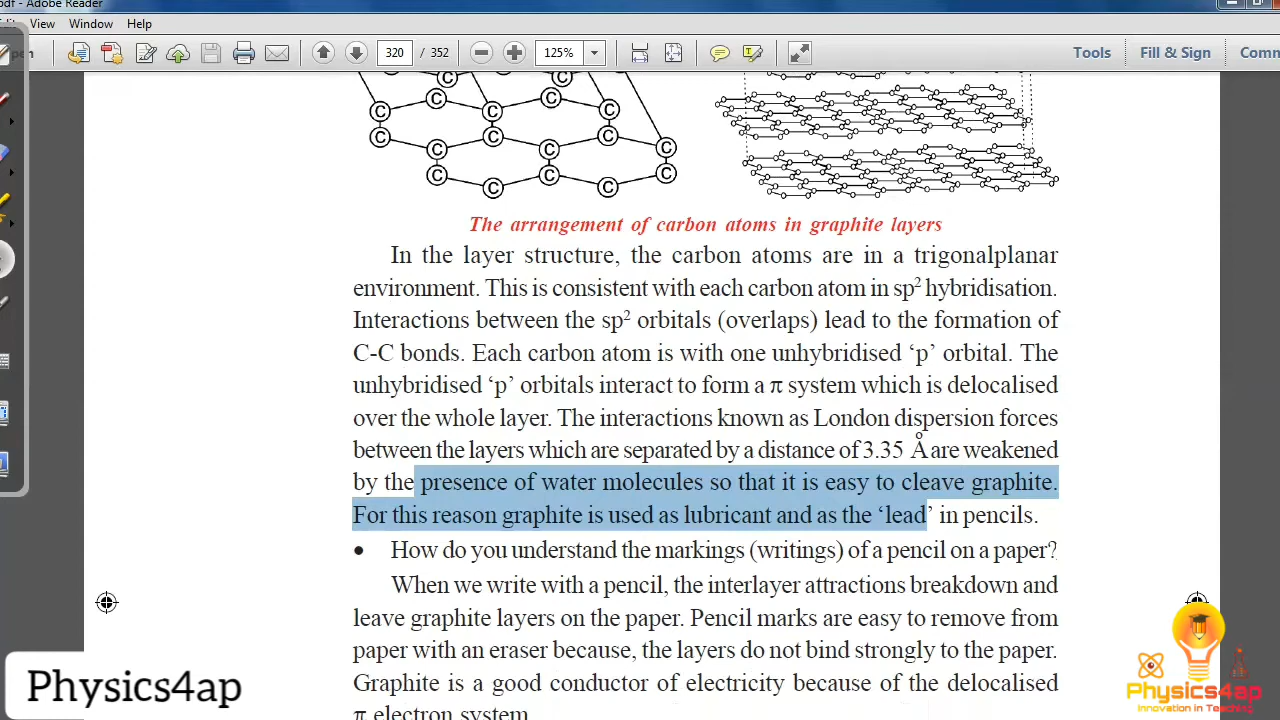 pdf - Adobe Reader
View Window Help
320 / 352 125% Tools Fill & Sign
The arrangement of carbon atoms in graphite layers
In the layer structure, the carbon atoms are in a trigonalplanar
environment. This is consistent with each carbon atom in sp² hybridisation.
Interactions between the sp² orbitals (overlaps) lead to the formation of
C-C bonds. Each carbon atom is with one unhybridised ‘p’ orbital. The
unhybridised ‘p’ orbitals interact to form a π system which is delocalised
over the whole layer. The interactions known as London dispersion forces
between the layers which are separated by a distance of 3.35 Å are weakened
by the presence of water molecules so that it is easy to cleave graphite.
For this reason graphite is used as lubricant and as the ‘lead’ in pencils.
• How do you understand the markings (writings) of a pencil on a paper?
When we write with a pencil, the interlayer attractions breakdown and
leave graphite layers on the paper. Pencil marks are easy to remove from
paper with an eraser because, the layers do not bind strongly to the paper.
Graphite is a good conductor of electricity because of the delocalised
π electron system.
Physics4ap
Physics4ap
Innovation in Teaching